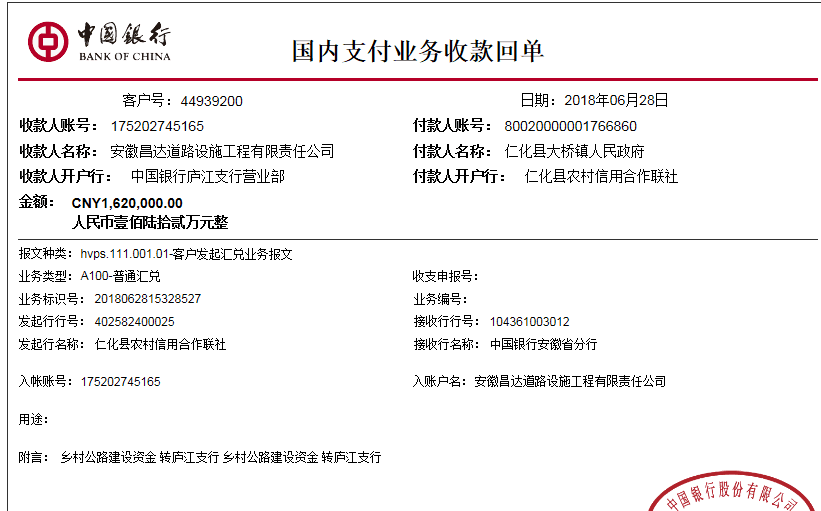 中国银行
BANK OF CHINA
国内支付业务收款回单
客户号：44939200 日期：2018年06月28日
收款人账号：175202745165 付款人账号：80020000001766860
收款人名称：安徽昌达道路设施工程有限责任公司 付款人名称：仁化县大桥镇人民政府
收款人开户行：中国银行庐江支行营业部 付款人开户行：仁化县农村信用合作联社
金额：CNY1,620,000.00
人民币壹佰陆拾贰万元整
报文种类：hvps.111.001.01-客户发起汇兑业务报文
业务类型：A100-普通汇兑 收支申报号：
业务标识号：2018062815328527 业务编号：
发起行行号：402582400025 接收行行号：104361003012
发起行名称：仁化县农村信用合作联社 接收行名称：中国银行安徽省分行
入帐账号：175202745165 入账户名：安徽昌达道路设施工程有限责任公司
用途：
附言：乡村公路建设资金 转庐江支行 乡村公路建设资金 转庐江支行
中国银行股份有限公司